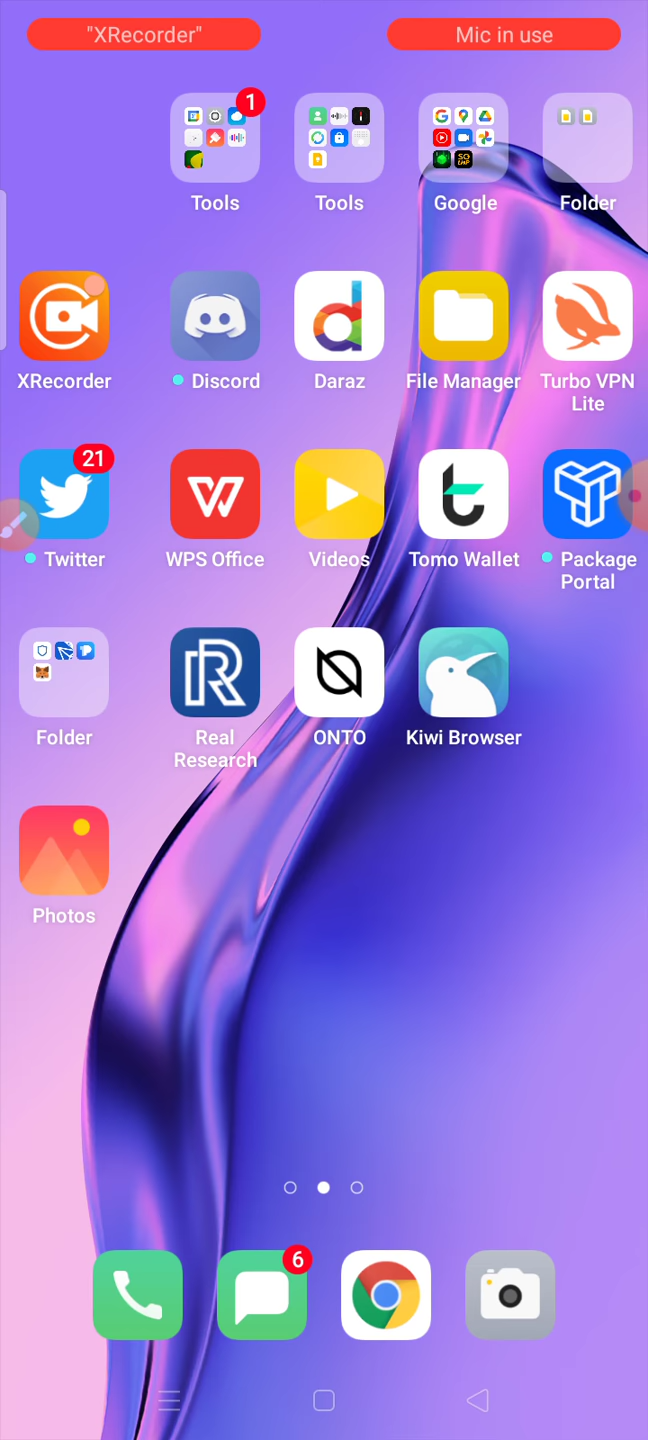 "XRecorder" Mic in use
1
Tools Tools Google Folder
XRecorder Discord Daraz File Manager Turbo VPN
Lite
21
Twitter WPS Office Videos Tomo Wallet Package
Portal
Folder Real ONTO Kiwi Browser
Research
Photos
6